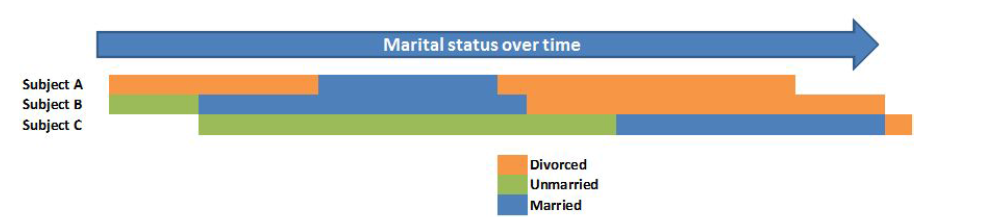 Marital status over time
Subject A
Subject B
Subject C
Divorced
Unmarried
Married